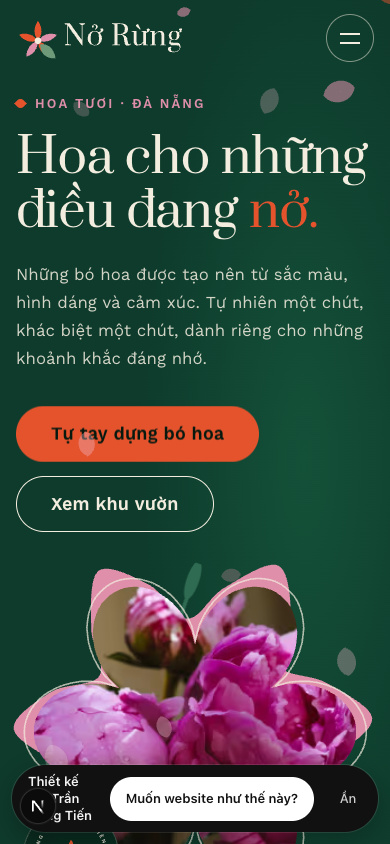 Nở Rừng
HOA TƯƠI · ĐÀ NẴNG
Hoa cho những
điều đang nở.
Những bó hoa được tạo nên từ sắc màu,
hình dáng và cảm xúc. Tự nhiên một chút,
khác biệt một chút, dành riêng cho những
khoảnh khắc đáng nhớ.
Tự tay dựng bó hoa
Xem khu vườn
Thiết kế
Trần
Tiến
Muốn website như thế này?
Ẩn
N